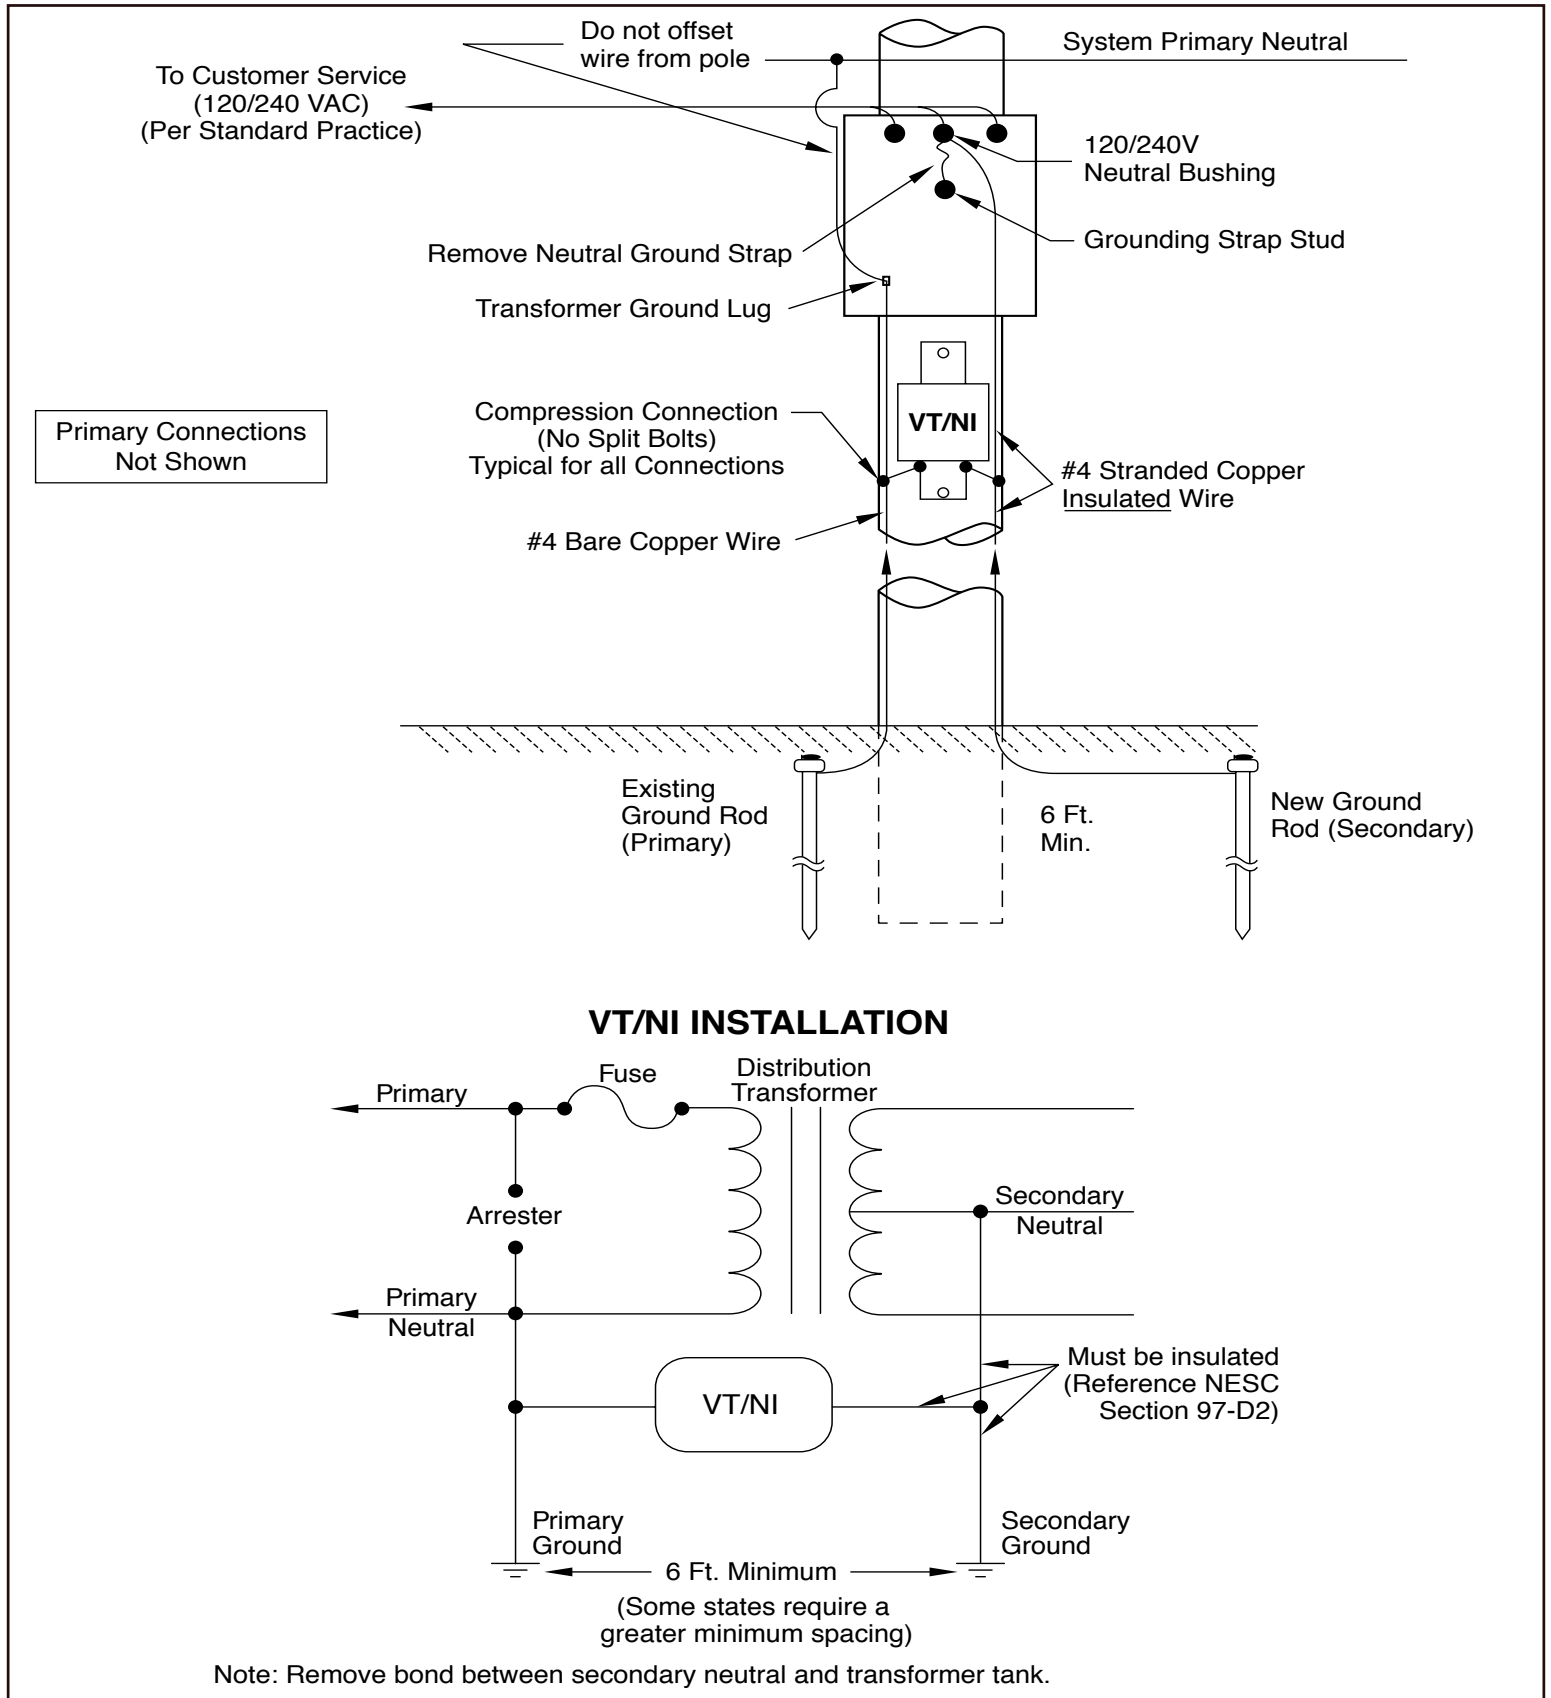 Do not offset
wire from pole
System Primary Neutral
To Customer Service
(120/240 VAC)
(Per Standard Practice)
120/240V
Neutral Bushing
Grounding Strap Stud
Remove Neutral Ground Strap
Transformer Ground Lug
Compression Connection
(No Split Bolts)
Typical for all Connections
VT/NI
Primary Connections
Not Shown
#4 Stranded Copper
Insulated Wire
#4 Bare Copper Wire
Existing
Ground Rod
(Primary)
6 Ft.
Min.
New Ground
Rod (Secondary)
VT/NI INSTALLATION
Primary
Fuse
Distribution
Transformer
Arrester
Secondary
Neutral
Primary
Neutral
VT/NI
Must be insulated
(Reference NESC
Section 97-D2)
Primary
Ground
Secondary
Ground
6 Ft. Minimum
(Some states require a
greater minimum spacing)
Note: Remove bond between secondary neutral and transformer tank.